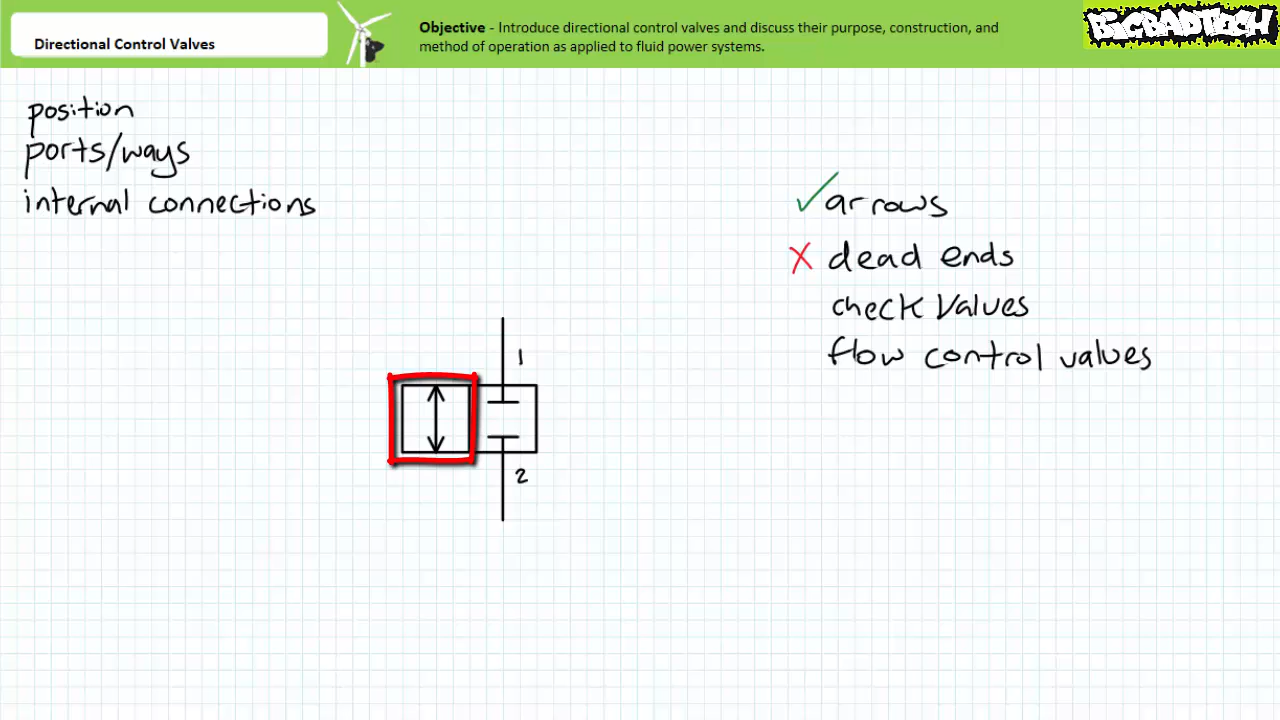 Directional Control Valves
Objective - Introduce directional control valves and discuss their purpose, construction, and
method of operation as applied to fluid power systems.
BIGBADTECH
position
ports/ways
internal connections
✓ arrows
X dead ends
check valves
flow control valves
1
2